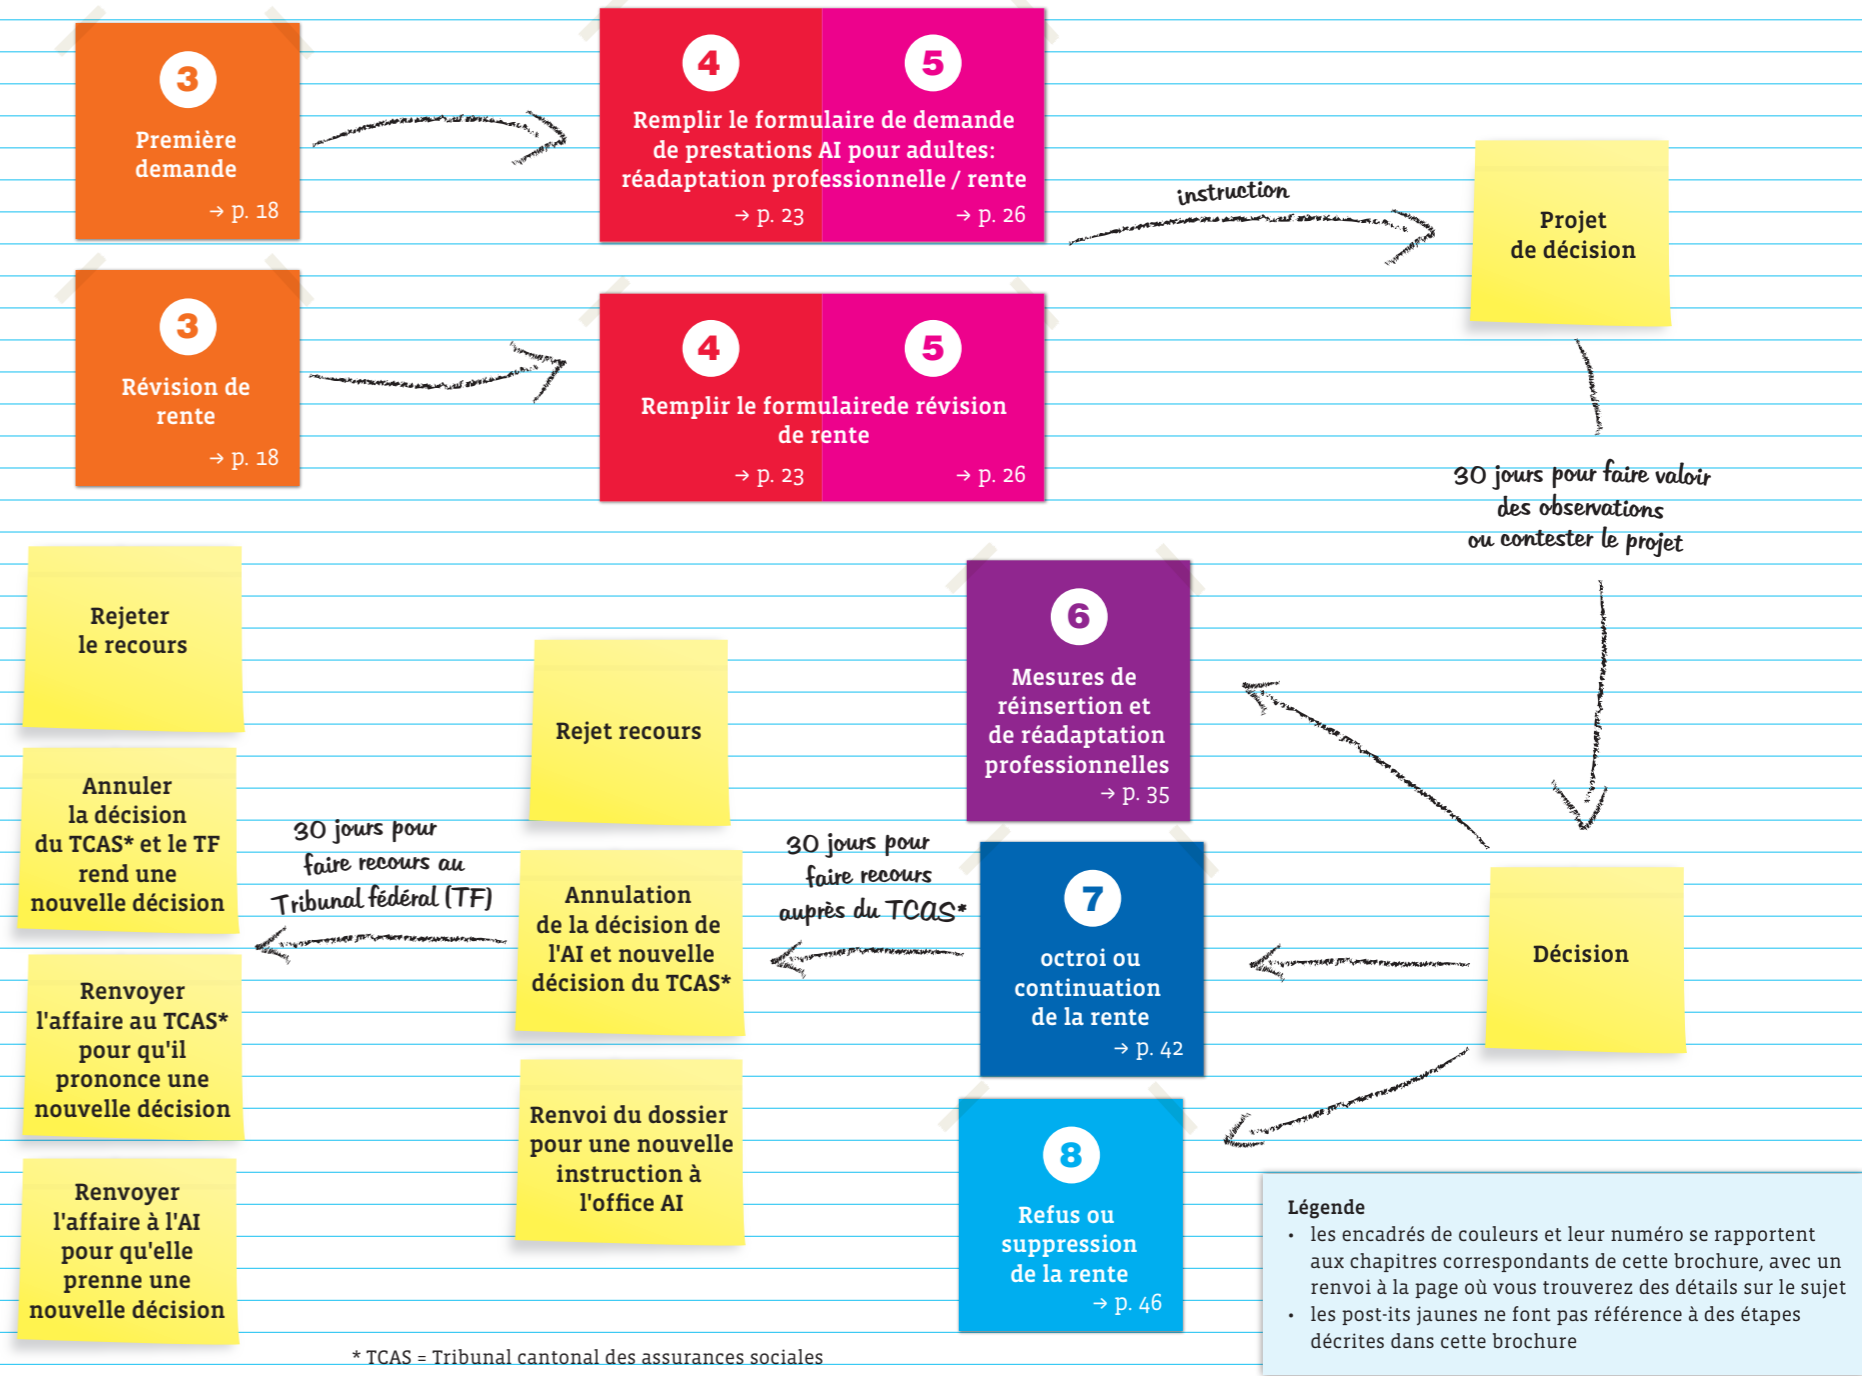 3
Première
demande
→ p. 18
4
5
Remplir le formulaire de demande
de prestations AI pour adultes:
réadaptation professionnelle / rente
→ p. 23
→ p. 26
instruction
Projet
de décision
3
Révision de
rente
→ p. 18
4
5
Remplir le formulairede révision
de rente
→ p. 23
→ p. 26
30 jours pour faire valoir
des observations
ou contester le projet
Décision
6
Mesures de
réinsertion et
de réadaptation
professionnelles
→ p. 35
7
octroi ou
continuation
de la rente
→ p. 42
8
Refus ou
suppression
de la rente
→ p. 46
30 jours pour
faire recours
auprès du TCAS*
Rejet recours
Annulation
de la décision de
l'AI et nouvelle
décision du TCAS*
Renvoi du dossier
pour une nouvelle
instruction à
l'office AI
30 jours pour
faire recours au
Tribunal fédéral (TF)
Rejeter
le recours
Annuler
la décision
du TCAS* et le TF
rend une
nouvelle décision
Renvoyer
l'affaire au TCAS*
pour qu'il
prononce une
nouvelle décision
Renvoyer
l'affaire à l'AI
pour qu'elle
prenne une
nouvelle décision
* TCAS = Tribunal cantonal des assurances sociales
Légende
• les encadrés de couleurs et leur numéro se rapportent
aux chapitres correspondants de cette brochure, avec un
renvoi à la page où vous trouverez des détails sur le sujet
• les post-its jaunes ne font pas référence à des étapes
décrites dans cette brochure